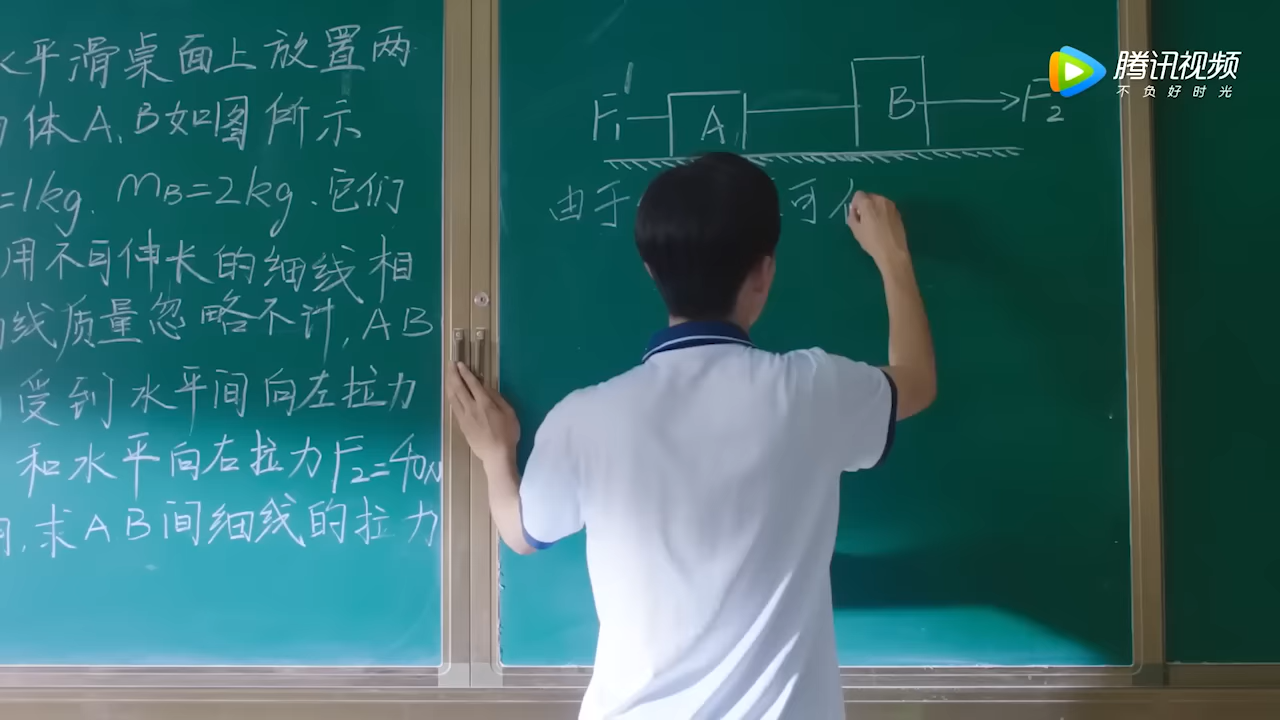 水平滑桌面上放置两
体A、B如图所示
=1kg、mB=2kg、它们
用不可伸长的细线相
线质量忽略不计,AB
受到水平间向左拉力
和水平向右拉力F2=40N
,求AB间细线的拉力
F1 A B F2
由于 可
腾讯视频
不负好时光